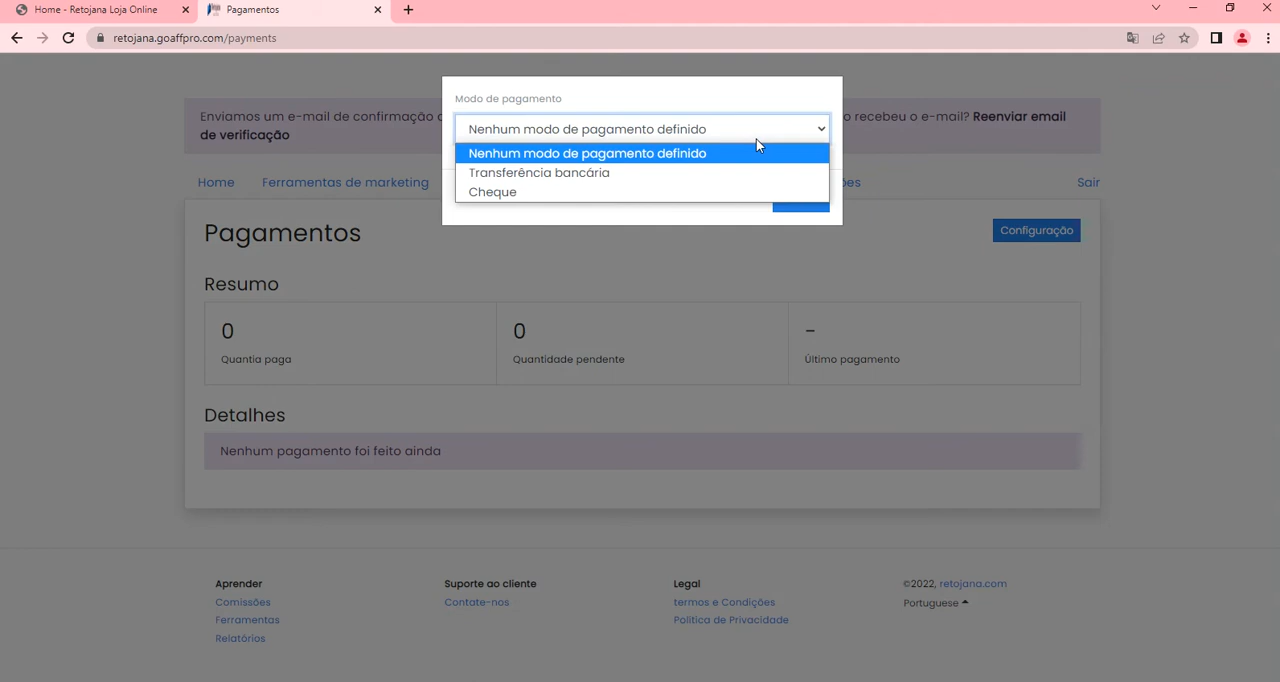 Home - Retojana Loja Online
Pagamentos
retojana.goaffpro.com/payments
Modo de pagamento
Nenhum modo de pagamento definido
Nenhum modo de pagamento definido
Transferência bancária
Cheque
Enviamos um e-mail de confirmação
o recebeu o e-mail? Reenviar email
de verificação
Home
Ferramentas de marketing
Sair
Pagamentos
Configuração
Resumo
0
Quantia paga
0
Quantidade pendente
-
Último pagamento
Detalhes
Nenhum pagamento foi feito ainda
Aprender
Comissões
Ferramentas
Relatórios
Suporte ao cliente
Contate-nos
Legal
termos e Condições
Política de Privacidade
©2022, retojana.com
Portuguese